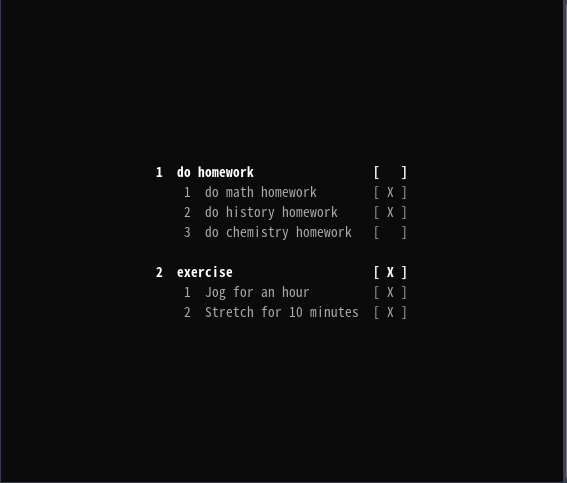 1 do homework [ ]
1 do math homework [ X ]
2 do history homework [ X ]
3 do chemistry homework [ ]
2 exercise [ X ]
1 Jog for an hour [ X ]
2 Stretch for 10 minutes [ X ]